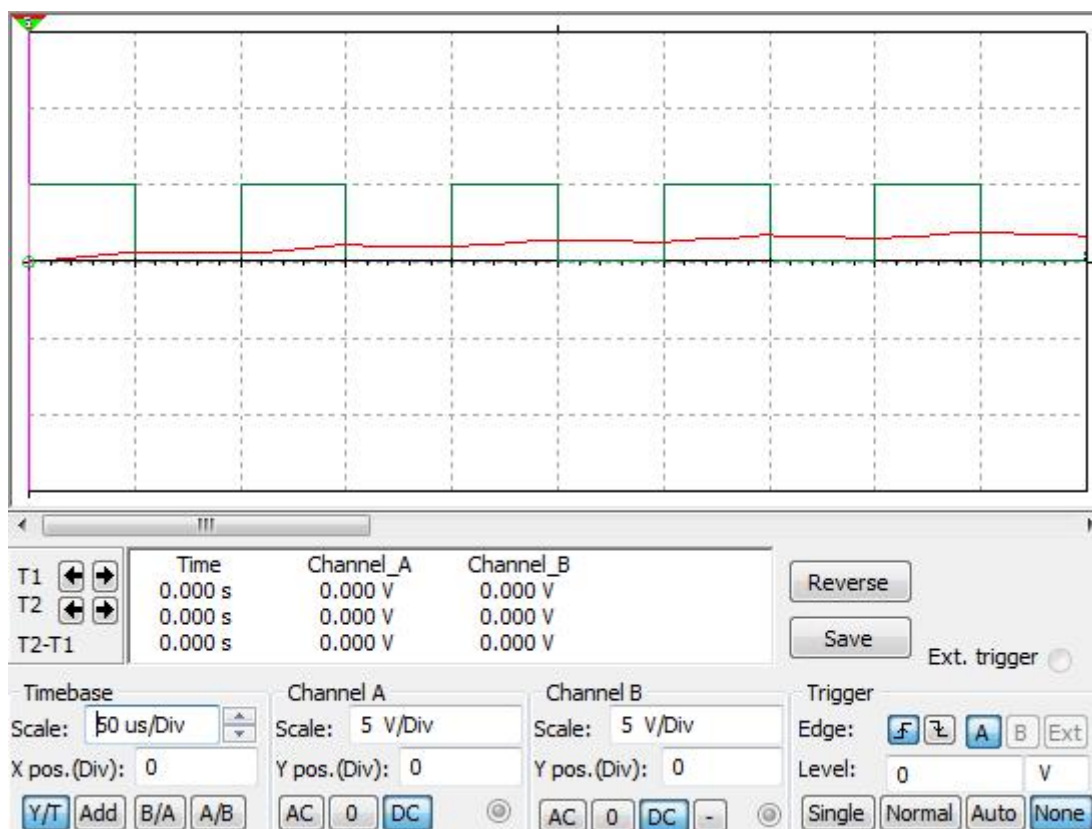 Time Channel_A Channel_B
T1 0.000 s 0.000 V 0.000 V
T2 0.000 s 0.000 V 0.000 V
T2-T1 0.000 s 0.000 V 0.000 V
Reverse
Save
Ext. trigger
Timebase
Scale: 50 us/Div
X pos.(Div): 0
Y/T Add B/A A/B
Channel A
Scale: 5 V/Div
Y pos.(Div): 0
AC 0 DC
Channel B
Scale: 5 V/Div
Y pos.(Div): 0
AC 0 DC -
Trigger
Edge: A B Ext
Level: 0 V
Single Normal Auto None